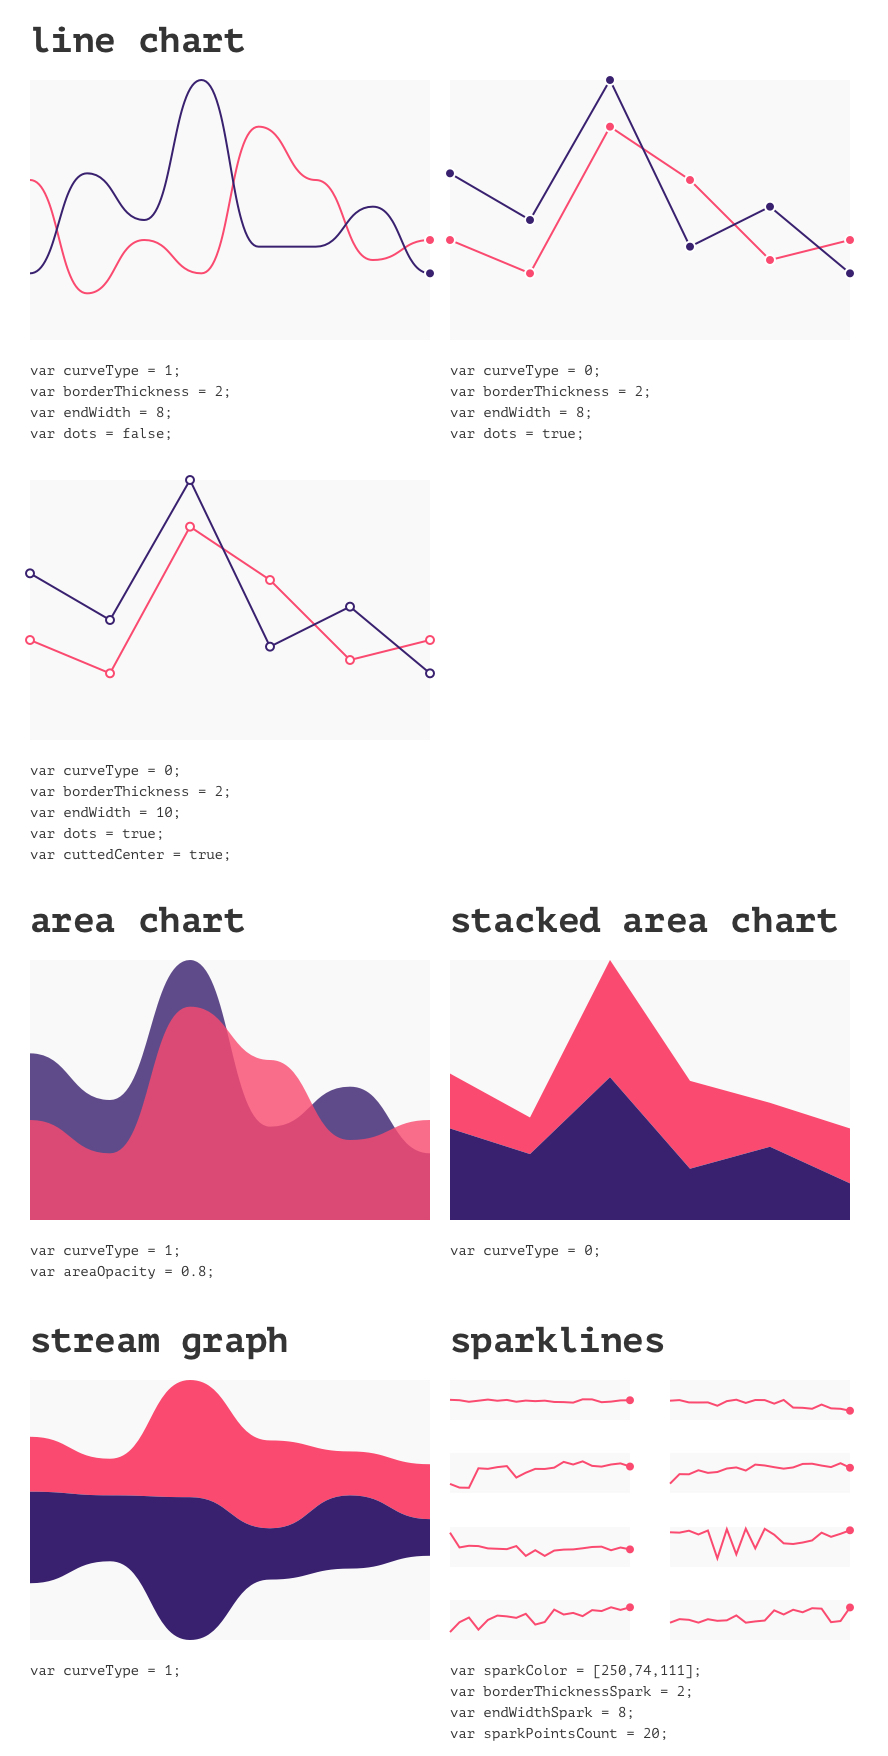 line chart
var curveType = 1;
var borderThickness = 2;
var endWidth = 8;
var dots = false;
var curveType = 0;
var borderThickness = 2;
var endWidth = 8;
var dots = true;
var curveType = 0;
var borderThickness = 2;
var endWidth = 10;
var dots = true;
var cuttedCenter = true;
area chart
var curveType = 1;
var areaOpacity = 0.8;
stacked area chart
var curveType = 0;
stream graph
var curveType = 1;
sparklines
var sparkColor = [250,74,111];
var borderThicknessSpark = 2;
var endWidthSpark = 8;
var sparkPointsCount = 20;